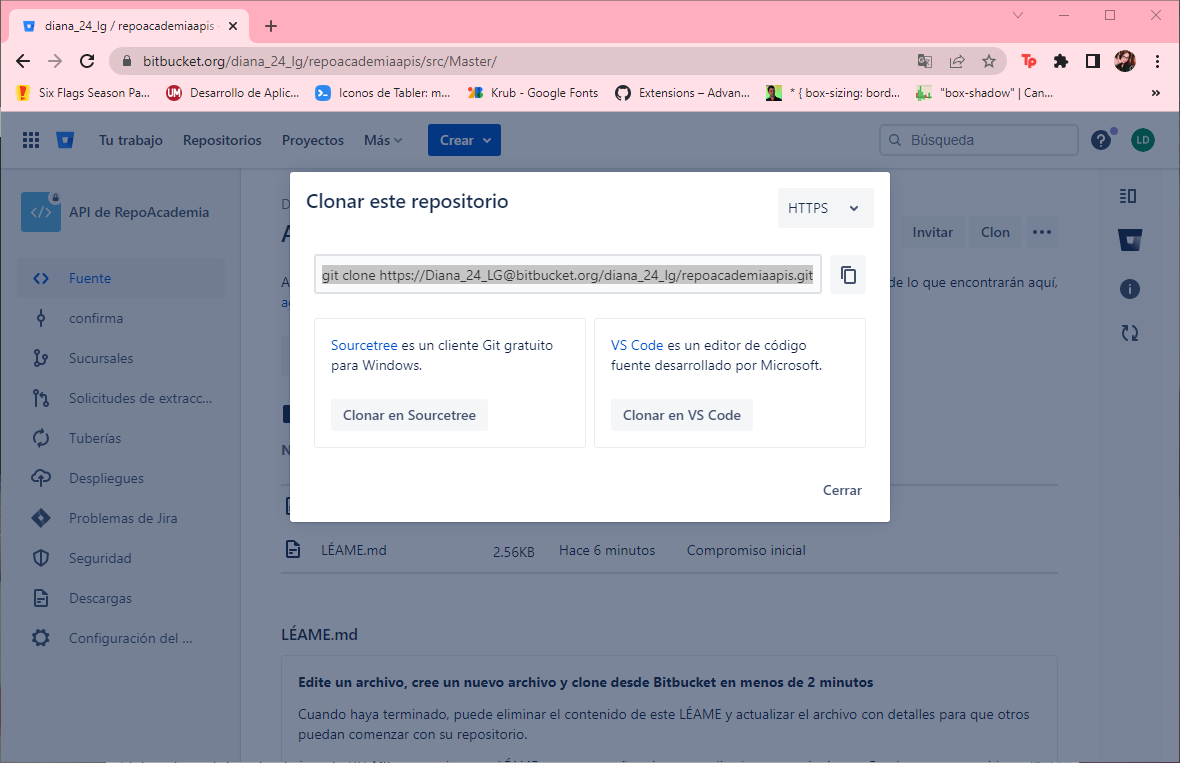 diana_24_lg / repoacademiaapis
bitbucket.org/diana_24_lg/repoacademiaapis/src/Master/
Tp
Six Flags Season Pa...
UM
Desarrollo de Aplic...
Iconos de Tabler: m...
Krub - Google Fonts
Extensions – Advan...
* { box-sizing: bord...
"box-shadow" | Can...
»
Tu trabajo
Repositorios
Proyectos
Más
Crear
Búsqueda
?
LD
API de RepoAcademia
Fuente
confirma
Sucursales
Solicitudes de extracc...
Tuberías
Despliegues
Problemas de Jira
Seguridad
Descargas
Configuración del ...
D
A
Invitar
Clon
A
de lo que encontrarán aquí,
Clonar este repositorio
HTTPS
git clone https://Diana_24_LG@bitbucket.org/diana_24_lg/repoacademiaapis.git
Sourcetree es un cliente Git gratuito
para Windows.
Clonar en Sourcetree
VS Code es un editor de código
fuente desarrollado por Microsoft.
Clonar en VS Code
Cerrar
N
LÉAME.md
2.56KB
Hace 6 minutos
Compromiso inicial
LÉAME.md
Edite un archivo, cree un nuevo archivo y clone desde Bitbucket en menos de 2 minutos
Cuando haya terminado, puede eliminar el contenido de este LÉAME y actualizar el archivo con detalles para que otros
puedan comenzar con su repositorio.